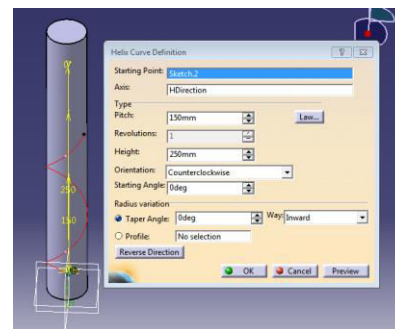 Helix Curve Definition
Starting Point: Sketch.2
Axis: HDirection
Type
Pitch: 150mm Law...
Revolutions: 1
Height: 250mm
Orientation: Counterclockwise
Starting Angle: 0deg
Radius variation
Taper Angle: 0deg Way: Inward
Profile: No selection
Reverse Direction
OK Cancel Preview
250
150